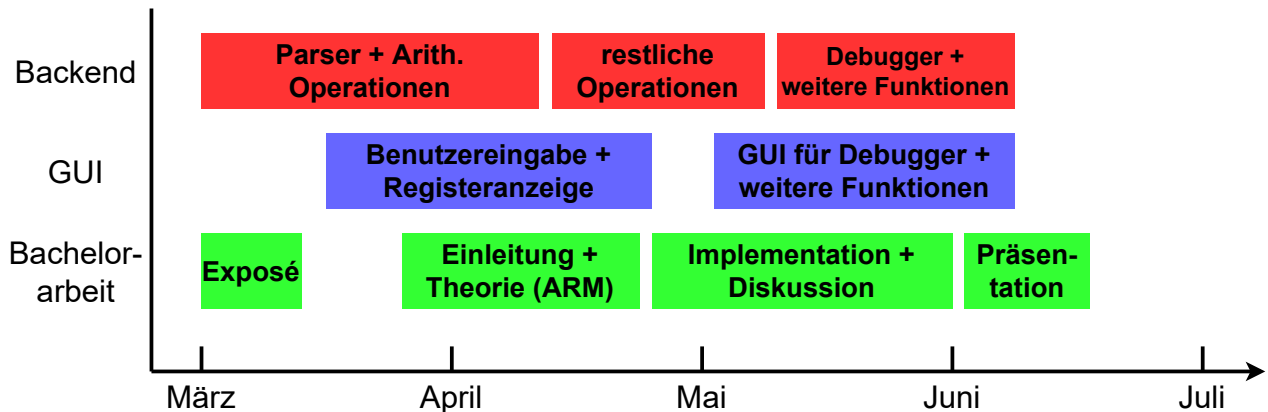 Backend
Parser + Arith.
Operationen
restliche
Operationen
Debugger +
weitere Funktionen
GUI
Benutzereingabe +
Registeranzeige
GUI für Debugger +
weitere Funktionen
Bachelor-
arbeit
Exposé
Einleitung +
Theorie (ARM)
Implementation +
Diskussion
Präsen-
tation
März
April
Mai
Juni
Juli